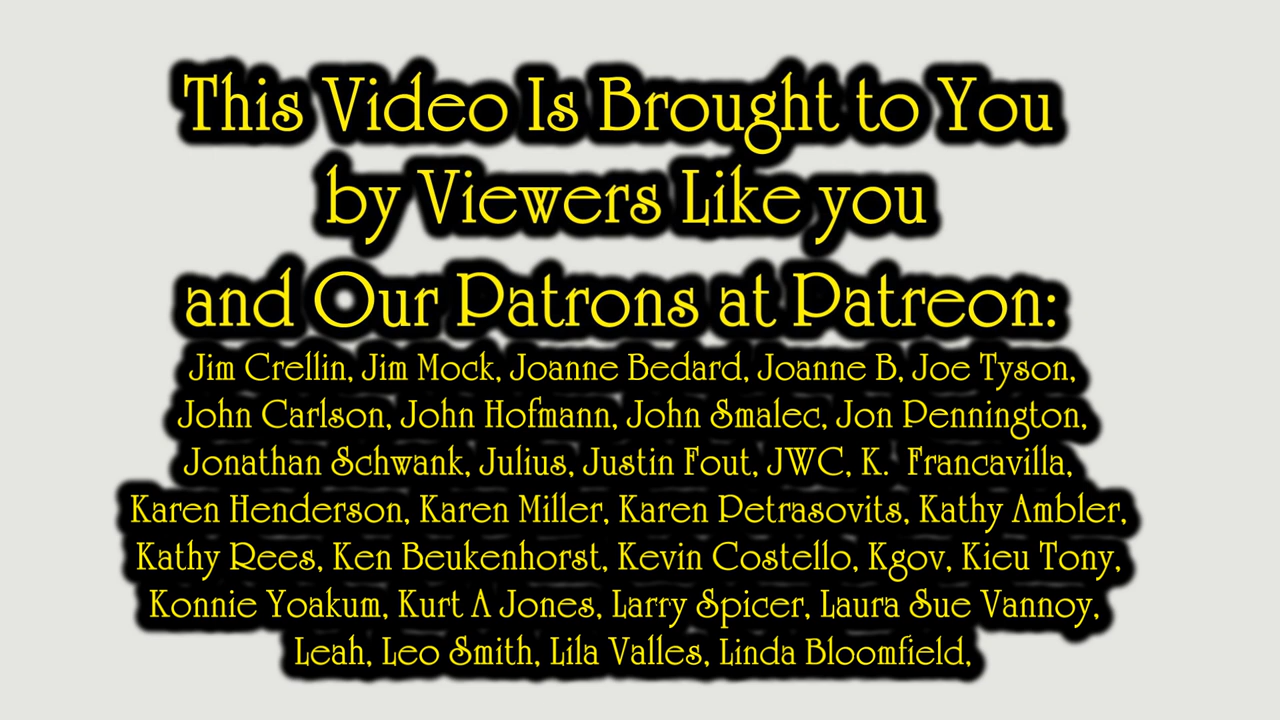 This Video Is Brought to You
by Viewers Like you
and Our Patrons at Patreon:
Jim Crellin, Jim Mock, Joanne Bedard, Joanne B, Joe Tyson,
John Carlson, John Hofmann, John Smalec, Jon Pennington,
Jonathan Schwank, Julius, Justin Fout, JWC, K.  Francavilla,
Karen Henderson, Karen Miller, Karen Petrasovits, Kathy Ambler,
Kathy Rees, Ken Beukenhorst, Kevin Costello, Kgov, Kieu Tony,
Konnie Yoakum, Kurt A Jones, Larry Spicer, Laura Sue Vannoy,
Leah, Leo Smith, Lila Valles, Linda Bloomfield,